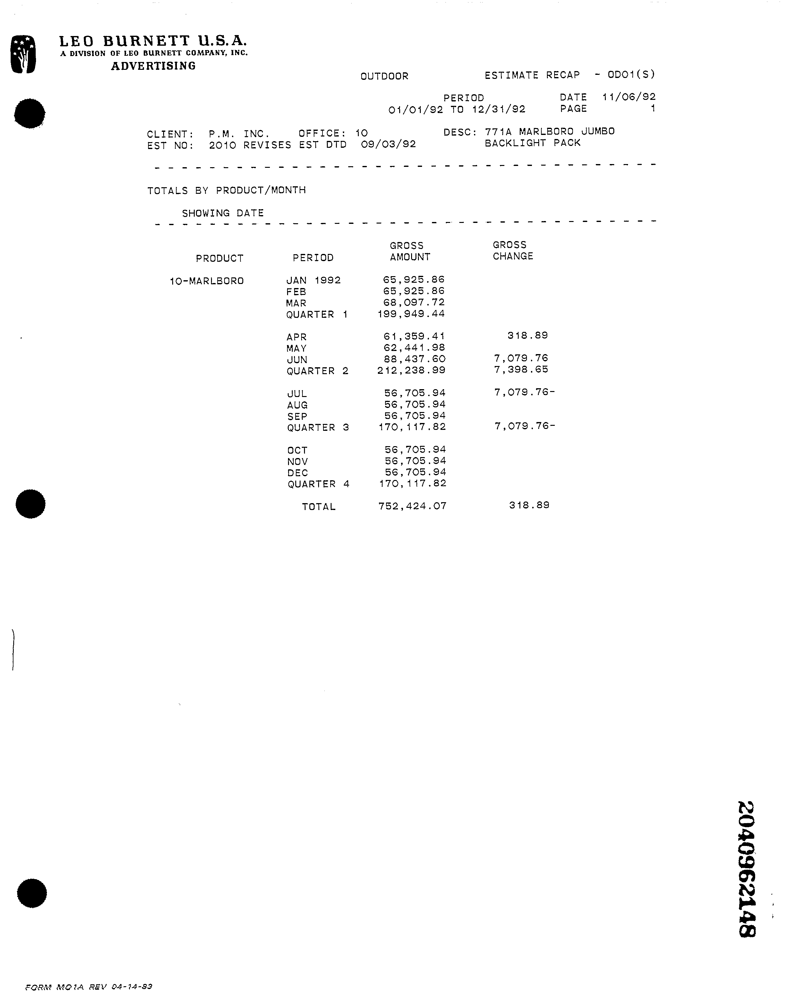 LEO BURNETT U.S.A.
A DIVISION OF LEO BURNETT COMPANY, INC.
ADVERTISING
OUTDOOR ESTIMATE RECAP - OD01(S)
PERIOD DATE 11/06/92
01/01/92 TO 12/31/92 PAGE 1
CLIENT: P.M. INC. OFFICE: 10 DESC: 771A MARLBORO JUMBO
EST NO: 2010 REVISES EST DTD 09/03/92 BACKLIGHT PACK
TOTALS BY PRODUCT/MONTH
SHOWING DATE
GROSS GROSS
PRODUCT PERIOD AMOUNT CHANGE
10-MARLBORO JAN 1992 65,925.86
FEB 65,925.86
MAR 68,097.72
QUARTER 1 199,949.44
APR 61,359.41 318.89
MAY 62,441.98
JUN 88,437.60 7,079.76
QUARTER 2 212,238.99 7,398.65
JUL 56,705.94 7,079.76-
AUG 56,705.94
SEP 56,705.94
QUARTER 3 170,117.82 7,079.76-
OCT 56,705.94
NOV 56,705.94
DEC 56,705.94
QUARTER 4 170,117.82
TOTAL 752,424.07 318.89
2040962148
FORM MO1A REV 04-14-83